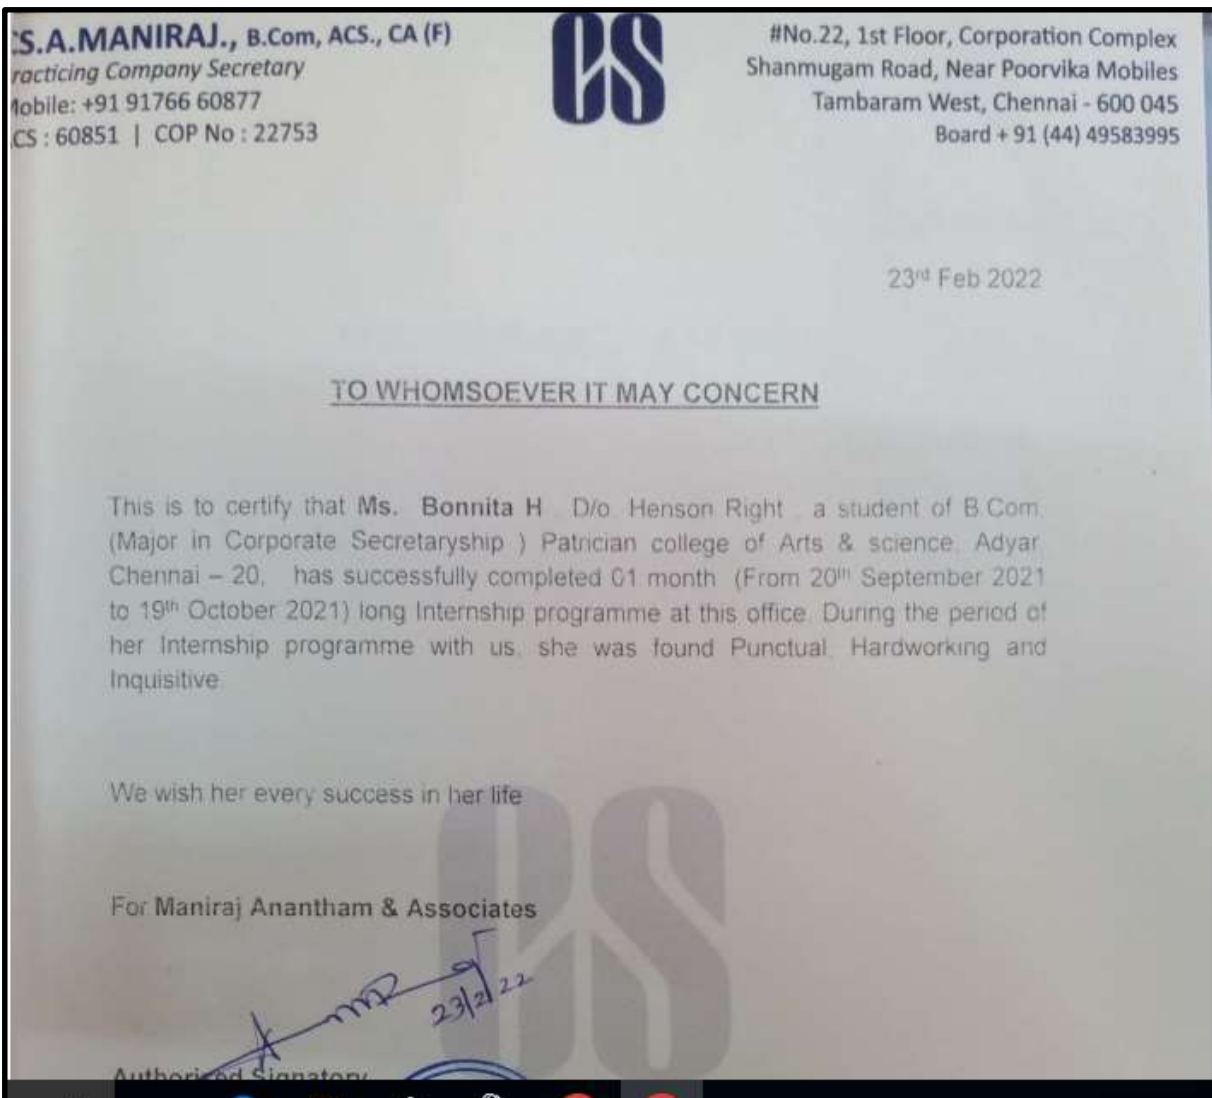 CS.A.MANIRAJ., B.Com, ACS., CA (F)
racticing Company Secretary
Mobile: +91 91766 60877
CS : 60851 | COP No : 22753
CS
#No.22, 1st Floor, Corporation Complex
Shanmugam Road, Near Poorvika Mobiles
Tambaram West, Chennai - 600 045
Board + 91 (44) 49583995
23rd Feb 2022
TO WHOMSOEVER IT MAY CONCERN
This is to certify that Ms. Bonnita H . D/o. Henson Right , a student of B.Com.
(Major in Corporate Secretaryship ) Patrician college of Arts & science, Adyar,
Chennai – 20, has successfully completed 01 month (From 20th September 2021
to 19th October 2021) long Internship programme at this office. During the period of
her Internship programme with us, she was found Punctual, Hardworking and
Inquisitive.
We wish her every success in her life
For Maniraj Anantham & Associates
23/2/22
Authorised Signatory
CS